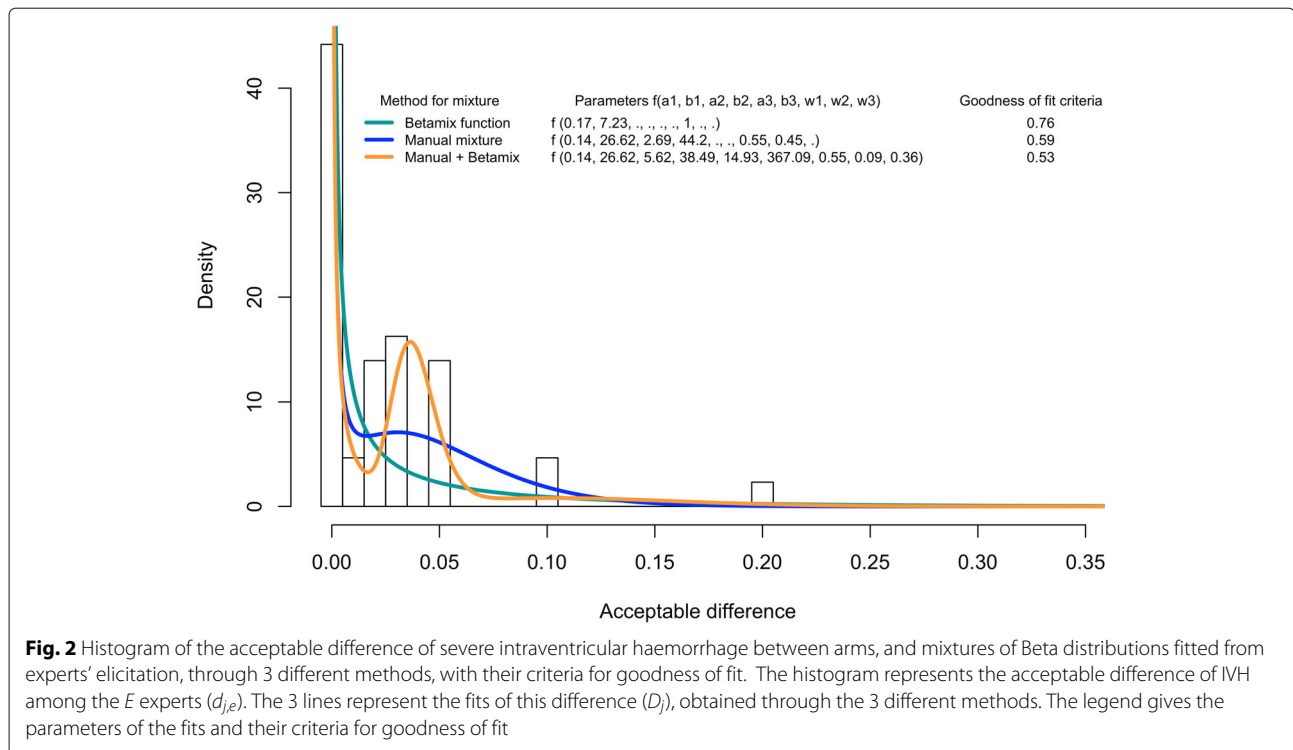 Method for mixture Parameters f(a1, b1, a2, b2, a3, b3, w1, w2, w3) Goodness of fit criteria
Betamix function f (0.17, 7.23, ., ., ., ., 1, ., .) 0.76
Manual mixture f (0.14, 26.62, 2.69, 44.2, ., ., 0.55, 0.45, .) 0.59
Manual + Betamix f (0.14, 26.62, 5.62, 38.49, 14.93, 367.09, 0.55, 0.09, 0.36) 0.53
Density
40
30
20
10
0
0.00 0.05 0.10 0.15 0.20 0.25 0.30 0.35
Acceptable difference
Fig. 2 Histogram of the acceptable difference of severe intraventricular haemorrhage between arms, and mixtures of Beta distributions fitted from
experts' elicitation, through 3 different methods, with their criteria for goodness of fit. The histogram represents the acceptable difference of IVH
among the E experts (d_{j,e}). The 3 lines represent the fits of this difference (D_j), obtained through the 3 different methods. The legend gives the
parameters of the fits and their criteria for goodness of fit